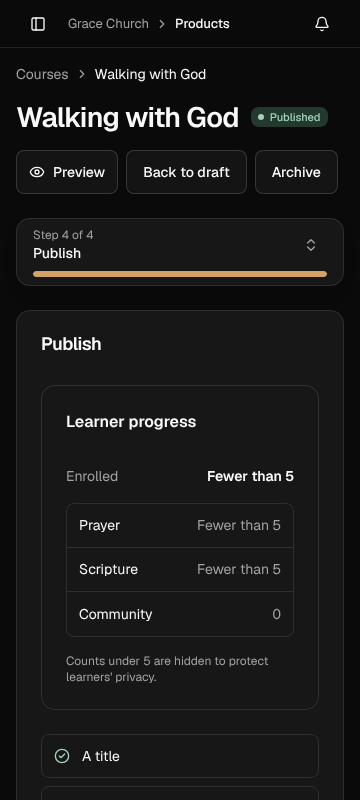 Grace Church > Products
Courses > Walking with God
Walking with God
Published
Preview
Back to draft
Archive
Step 4 of 4
Publish
Publish
Learner progress
Enrolled Fewer than 5
Prayer Fewer than 5
Scripture Fewer than 5
Community 0
Counts under 5 are hidden to protect
learners' privacy.
A title